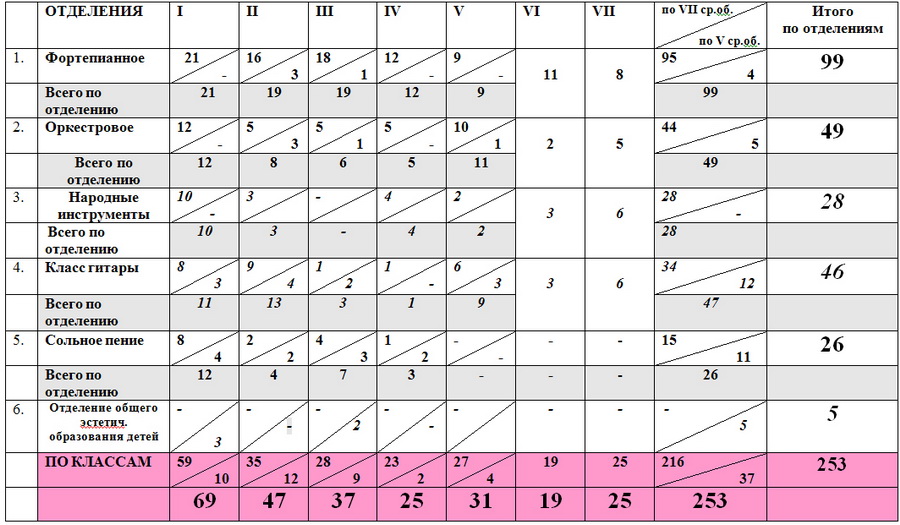 ОТДЕЛЕНИЯ I II III IV V VI VII по VII ср.об. по V ср.об. Итого по отделениям
1. Фортепианное 21 - 16 3 18 1 12 - 9 - 11 8 95 4 99
Всего по отделению 21 19 19 12 9 99
2. Оркестровое 12 - 5 3 5 1 5 - 10 1 2 5 44 5 49
Всего по отделению 12 8 6 5 11 49
3. Народные инструменты 10 - 3 - 4 2 3 6 28 - 28
Всего по отделению 10 3 - 4 2 28
4. Класс гитары 8 3 9 4 1 2 1 - 6 3 3 6 34 12 46
Всего по отделению 11 13 3 1 9 47
5. Сольное пение 8 4 2 2 4 3 1 2 - - - - 15 11 26
Всего по отделению 12 4 7 3 - - - 26
6. Отделение общего эстетич. образования детей - 3 - - - 2 - - - - - - 5 5
ПО КЛАССАМ 59 10 35 12 28 9 23 2 27 4 19 25 216 37 253
69 47 37 25 31 19 25 253